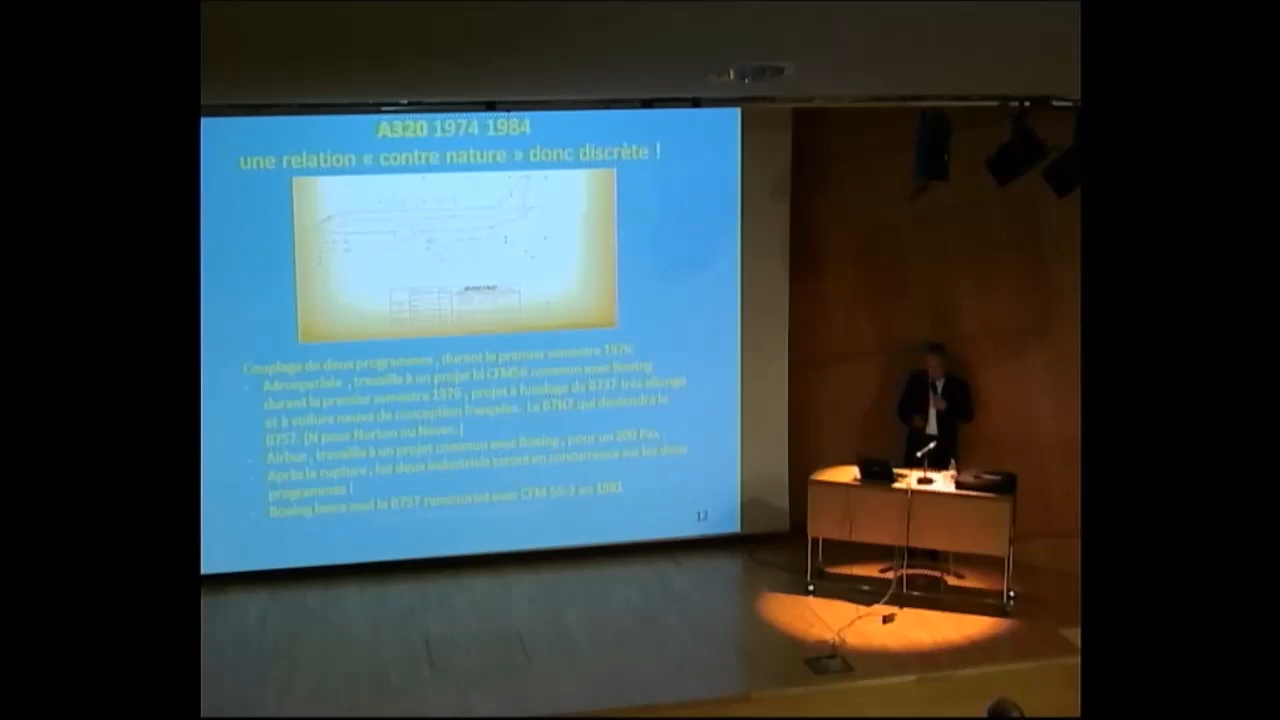 A320 1974 1984
une relation « contre nature » donc discrète !
BOEING
Couplage de deux programmes, durant le premier semestre 1976:
- Aérospatiale, travaille à un projet bi CFM56 commun avec Boeing
durant le premier semestre 1976, projet à fuselage de B737 très allongé
et à voilure neuve de conception française. Le B7N7 qui deviendra le
B757. (N pour Norton ou Never.)
- Airbus, travaille à un projet commun avec Boeing, pour un 200 Pax
- Après la rupture, les deux industriels seront en concurrence sur les deux
programmes !
- Boeing lance seul le B737 remotorisé avec CFM 56-3 en 1981
12